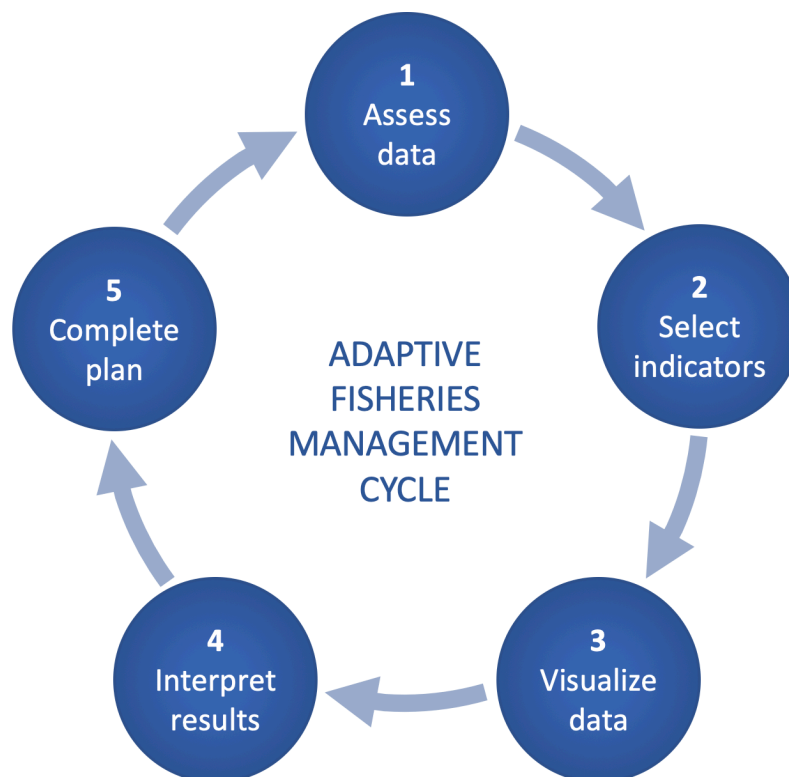 1
Assess
data
2
Select
indicators
3
Visualize
data
4
Interpret
results
5
Complete
plan
ADAPTIVE
FISHERIES
MANAGEMENT
CYCLE